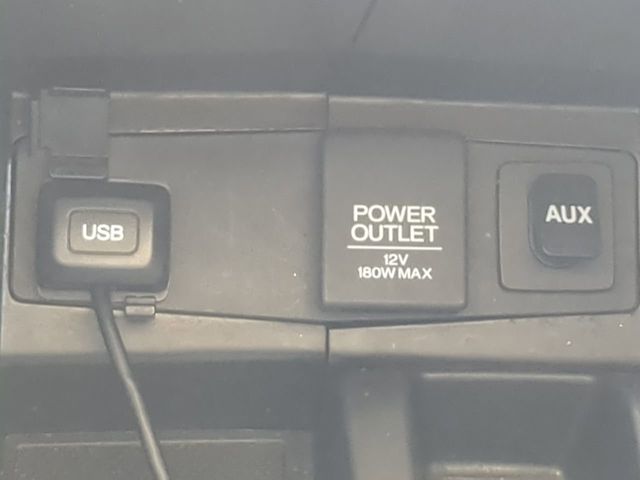 USB
POWER
OUTLET
12V
180W MAX
AUX